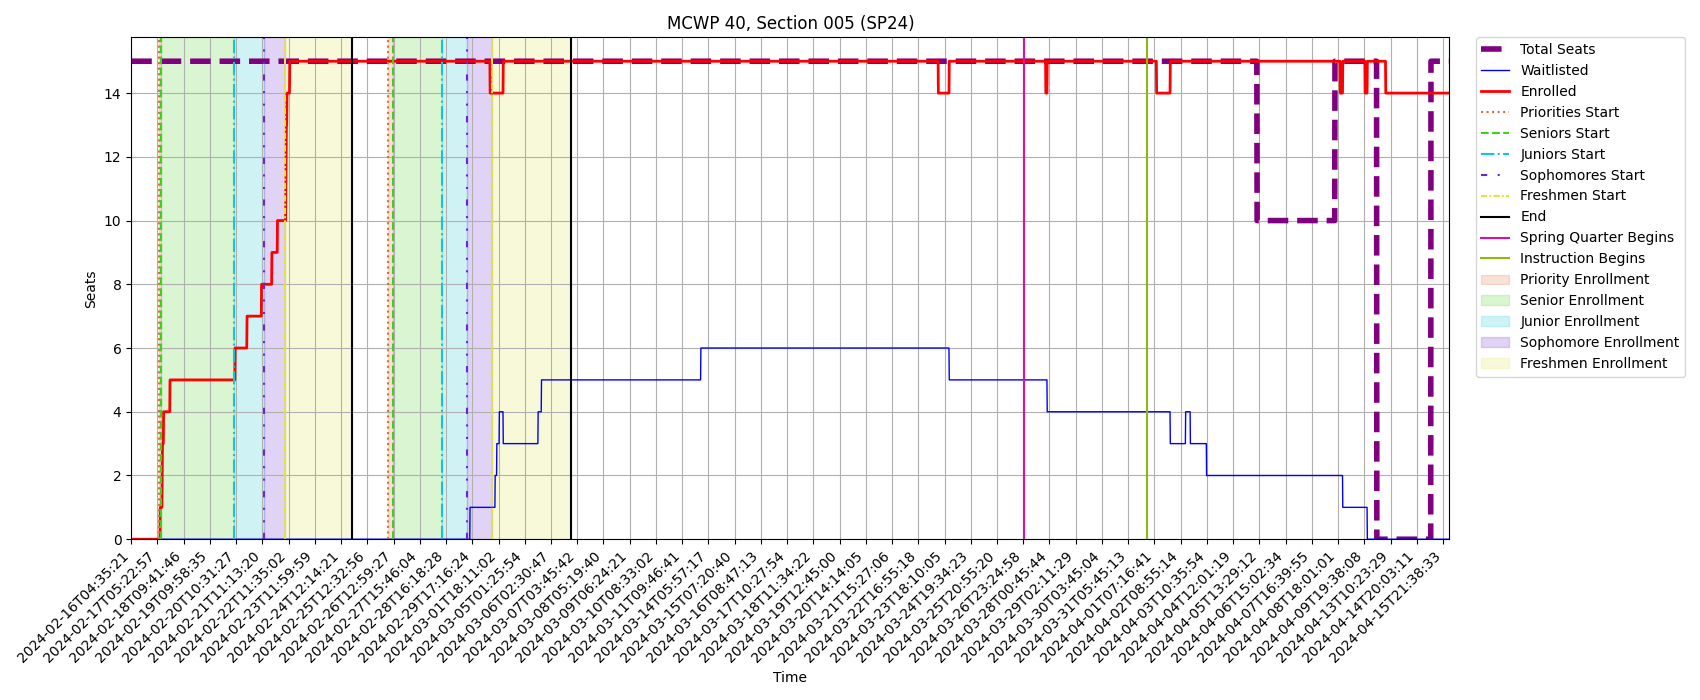 MCWP 40, Section 005 (SP24)
Total Seats
Waitlisted
Enrolled
Priorities Start
Seniors Start
Juniors Start
Sophomores Start
Freshmen Start
End
Spring Quarter Begins
Instruction Begins
Priority Enrollment
Senior Enrollment
Junior Enrollment
Sophomore Enrollment
Freshmen Enrollment
Seats
14
12
10
8
6
4
2
0
2024-02-16T04:35:21
2024-02-17T05:22:57
2024-02-18T09:41:46
2024-02-19T09:58:35
2024-02-20T10:31:27
2024-02-21T11:13:20
2024-02-22T11:35:02
2024-02-23T11:59:59
2024-02-24T12:14:21
2024-02-25T12:32:56
2024-02-26T12:59:27
2024-02-27T15:46:04
2024-02-28T16:18:28
2024-02-29T17:16:24
2024-03-01T18:11:02
2024-03-05T01:25:54
2024-03-06T02:30:47
2024-03-07T03:45:42
2024-03-08T05:19:40
2024-03-09T06:24:21
2024-03-10T08:33:02
2024-03-11T09:46:41
2024-03-14T05:57:17
2024-03-15T07:20:40
2024-03-16T08:47:13
2024-03-17T10:27:54
2024-03-18T11:34:22
2024-03-19T12:45:00
2024-03-20T14:14:05
2024-03-21T15:27:06
2024-03-22T16:55:18
2024-03-23T18:10:05
2024-03-24T19:34:23
2024-03-25T20:55:20
2024-03-26T23:24:58
2024-03-28T00:45:44
2024-03-29T02:11:29
2024-03-30T03:45:04
2024-03-31T05:45:13
2024-04-01T07:16:41
2024-04-02T08:55:14
2024-04-03T10:35:54
2024-04-04T12:01:19
2024-04-05T13:29:12
2024-04-06T15:02:34
2024-04-07T16:39:55
2024-04-08T18:01:01
2024-04-09T19:38:08
2024-04-13T10:23:29
2024-04-14T20:03:11
2024-04-15T21:38:33
Time